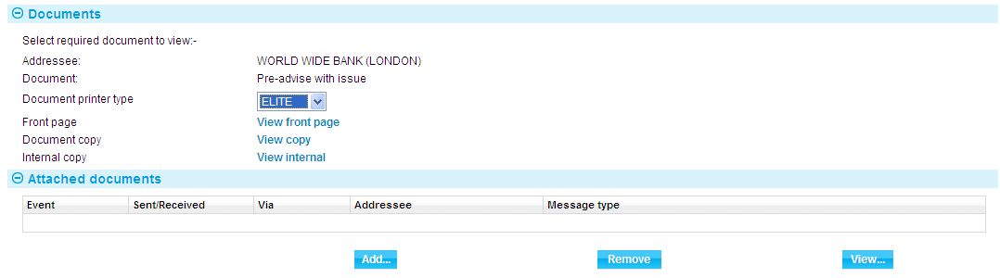 Documents
Select required document to view:-
Addressee: WORLD WIDE BANK (LONDON)
Document: Pre-advise with issue
Document printer type ELITE
Front page View front page
Document copy View copy
Internal copy View internal
Attached documents
Event Sent/Received Via Addressee Message type
Add... Remove View...